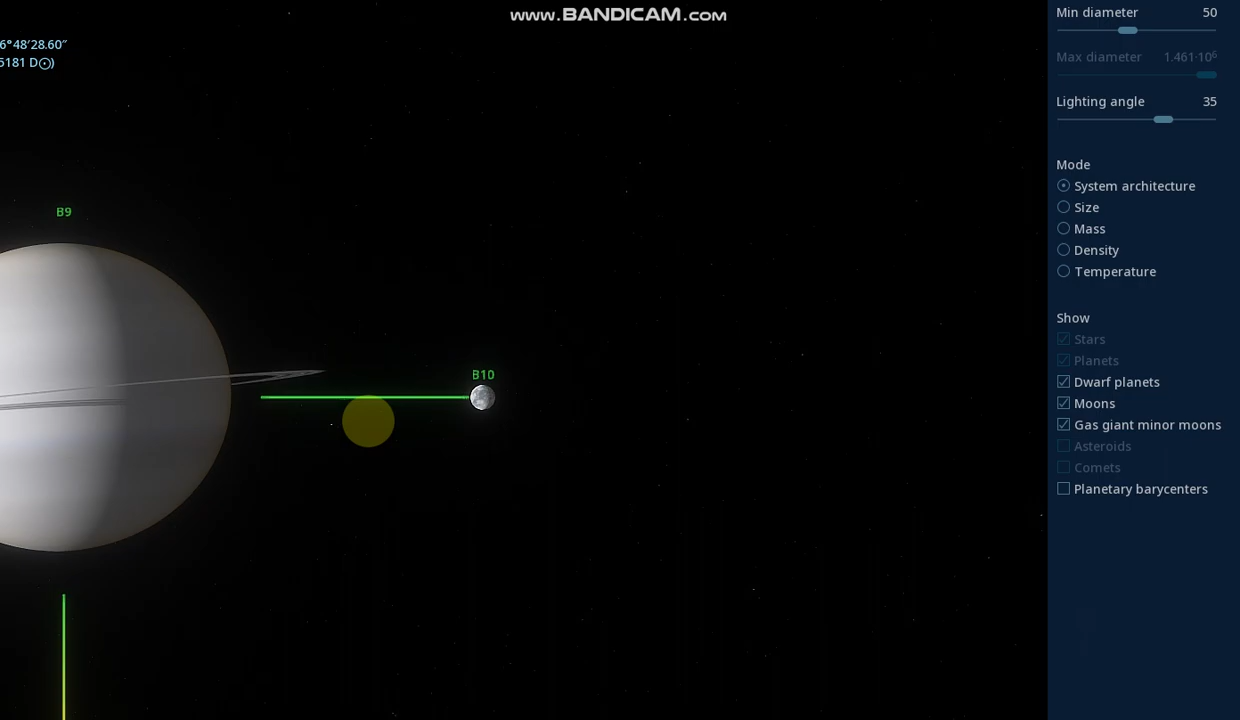 www.BANDICAM.com
6°48′28.60″
5181 D☉)
B9
B10
Min diameter 50
Max diameter 1.461·10⁶
Lighting angle 35
Mode
System architecture
Size
Mass
Density
Temperature
Show
Stars
Planets
Dwarf planets
Moons
Gas giant minor moons
Asteroids
Comets
Planetary barycenters